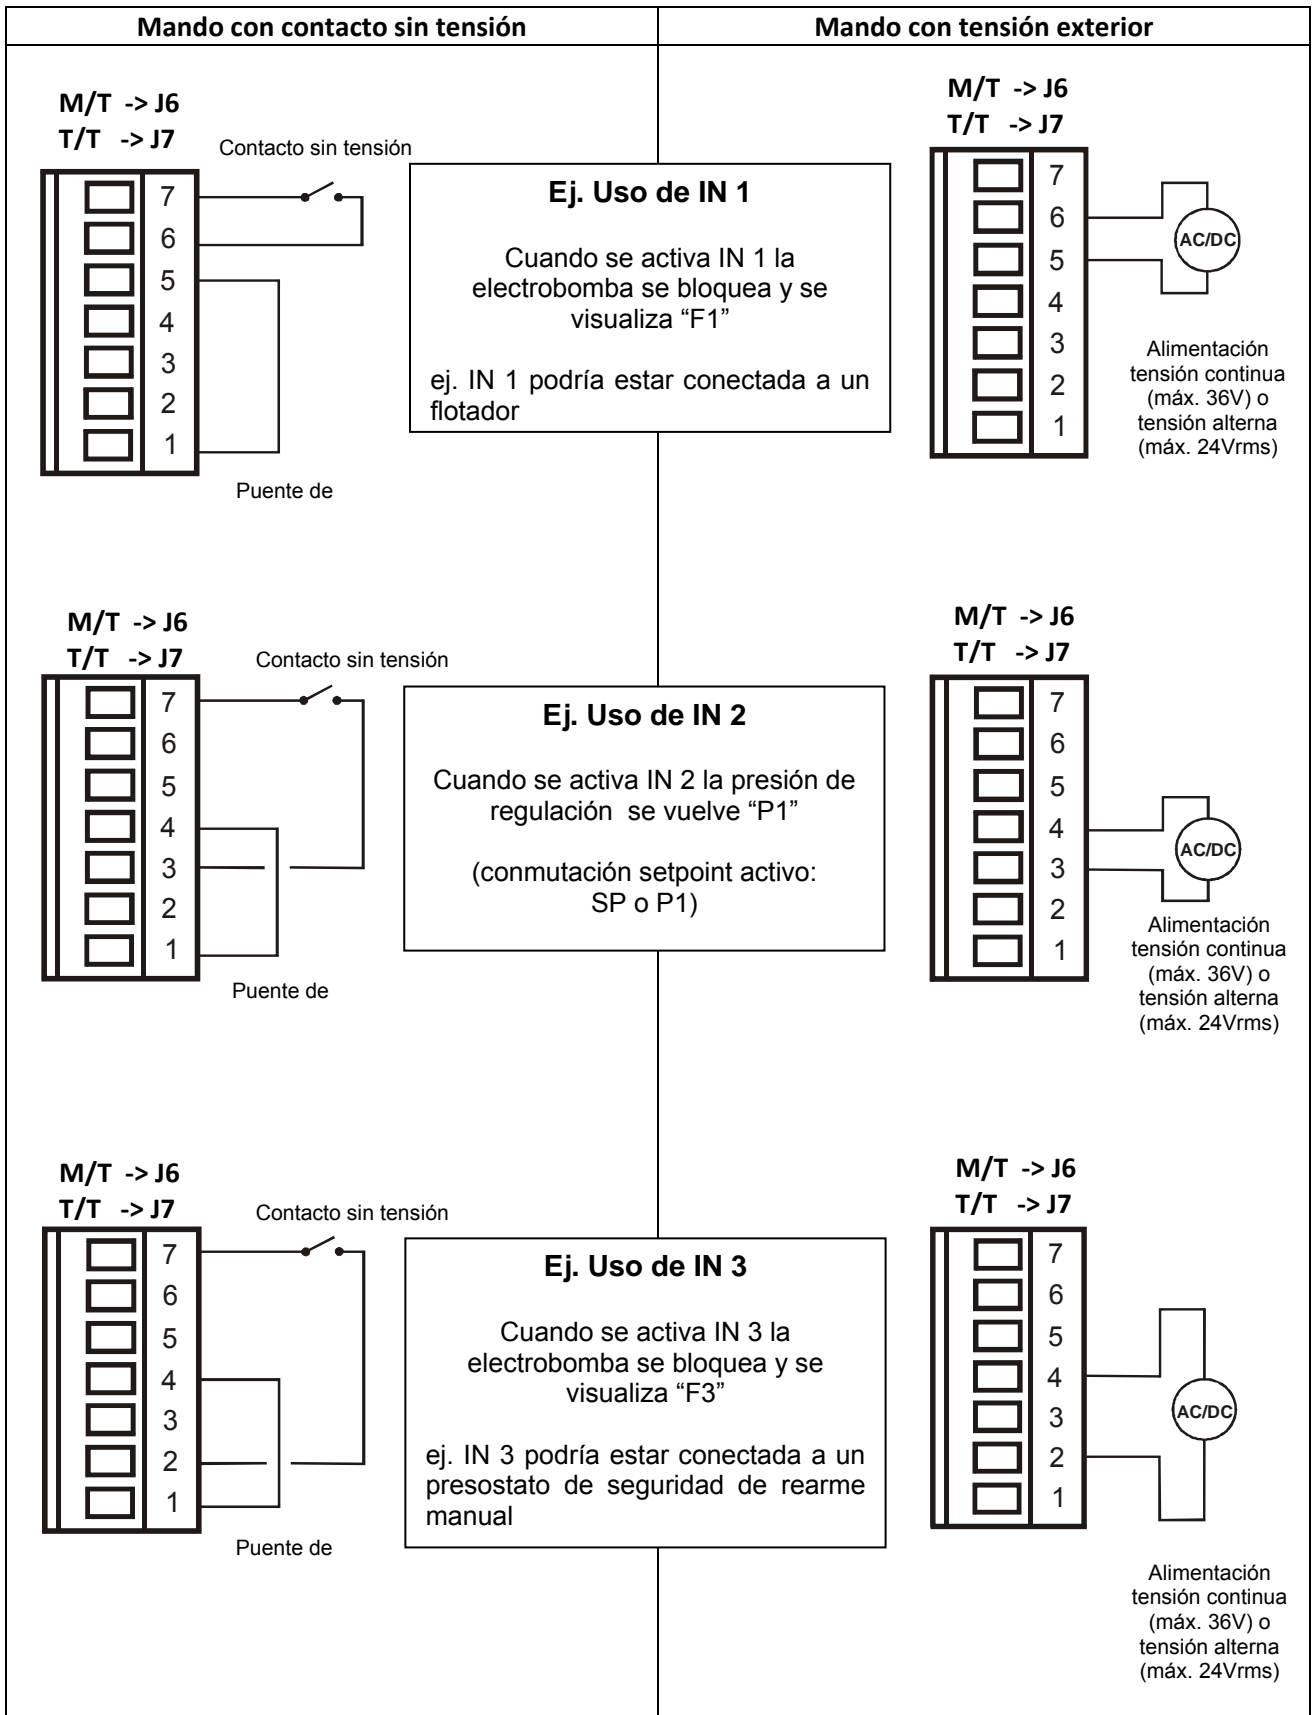 Mando con contacto sin tensión
Mando con tensión exterior
M/T -> J6
T/T -> J7
Contacto sin tensión
7
6
5
4
3
2
1
Puente de
Ej. Uso de IN 1
Cuando se activa IN 1 la
electrobomba se bloquea y se
visualiza “F1”
ej. IN 1 podría estar conectada a un
flotador
M/T -> J6
T/T -> J7
7
6
5
4
3
2
1
AC/DC
Alimentación
tensión continua
(máx. 36V) o
tensión alterna
(máx. 24Vrms)
M/T -> J6
T/T -> J7
Contacto sin tensión
7
6
5
4
3
2
1
Puente de
Ej. Uso de IN 2
Cuando se activa IN 2 la presión de
regulación se vuelve “P1”
(conmutación setpoint activo:
SP o P1)
M/T -> J6
T/T -> J7
7
6
5
4
3
2
1
AC/DC
Alimentación
tensión continua
(máx. 36V) o
tensión alterna
(máx. 24Vrms)
M/T -> J6
T/T -> J7
Contacto sin tensión
7
6
5
4
3
2
1
Puente de
Ej. Uso de IN 3
Cuando se activa IN 3 la
electrobomba se bloquea y se
visualiza “F3”
ej. IN 3 podría estar conectada a un
presostato de seguridad de rearme
manual
M/T -> J6
T/T -> J7
7
6
5
4
3
2
1
AC/DC
Alimentación
tensión continua
(máx. 36V) o
tensión alterna
(máx. 24Vrms)